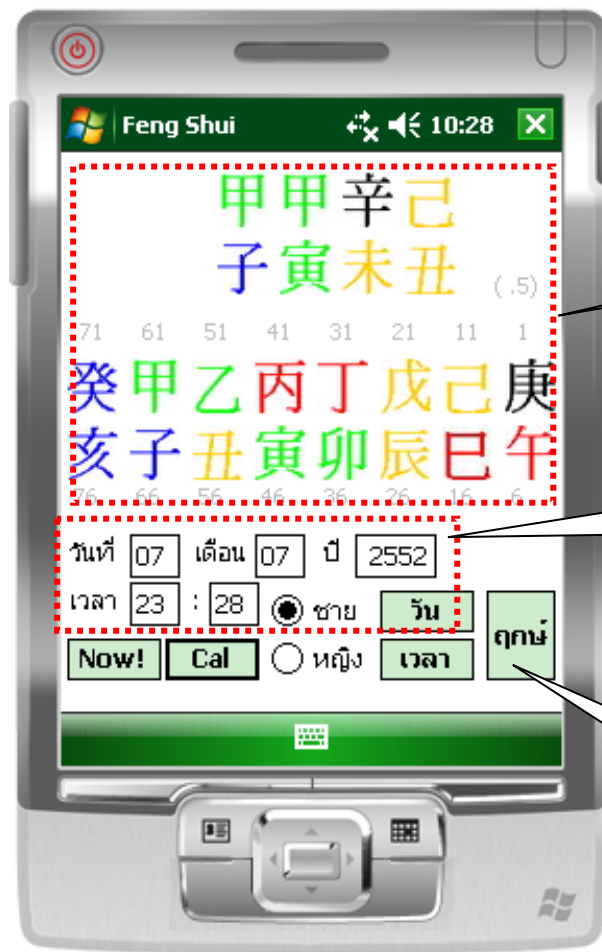 Feng Shui 10:28
甲甲辛己
子寅未丑 ( .5)
71 61 51 41 31 21 11 1
癸甲乙丙丁戊己庚
亥子丑寅卯辰巳午
76 66 56 46 36 26 16 6
วันที่ 07 เดือน 07 ปี 2552
เวลา 23 : 28 ชาย วัน ฤกษ์
Now! Cal หญิง เวลา